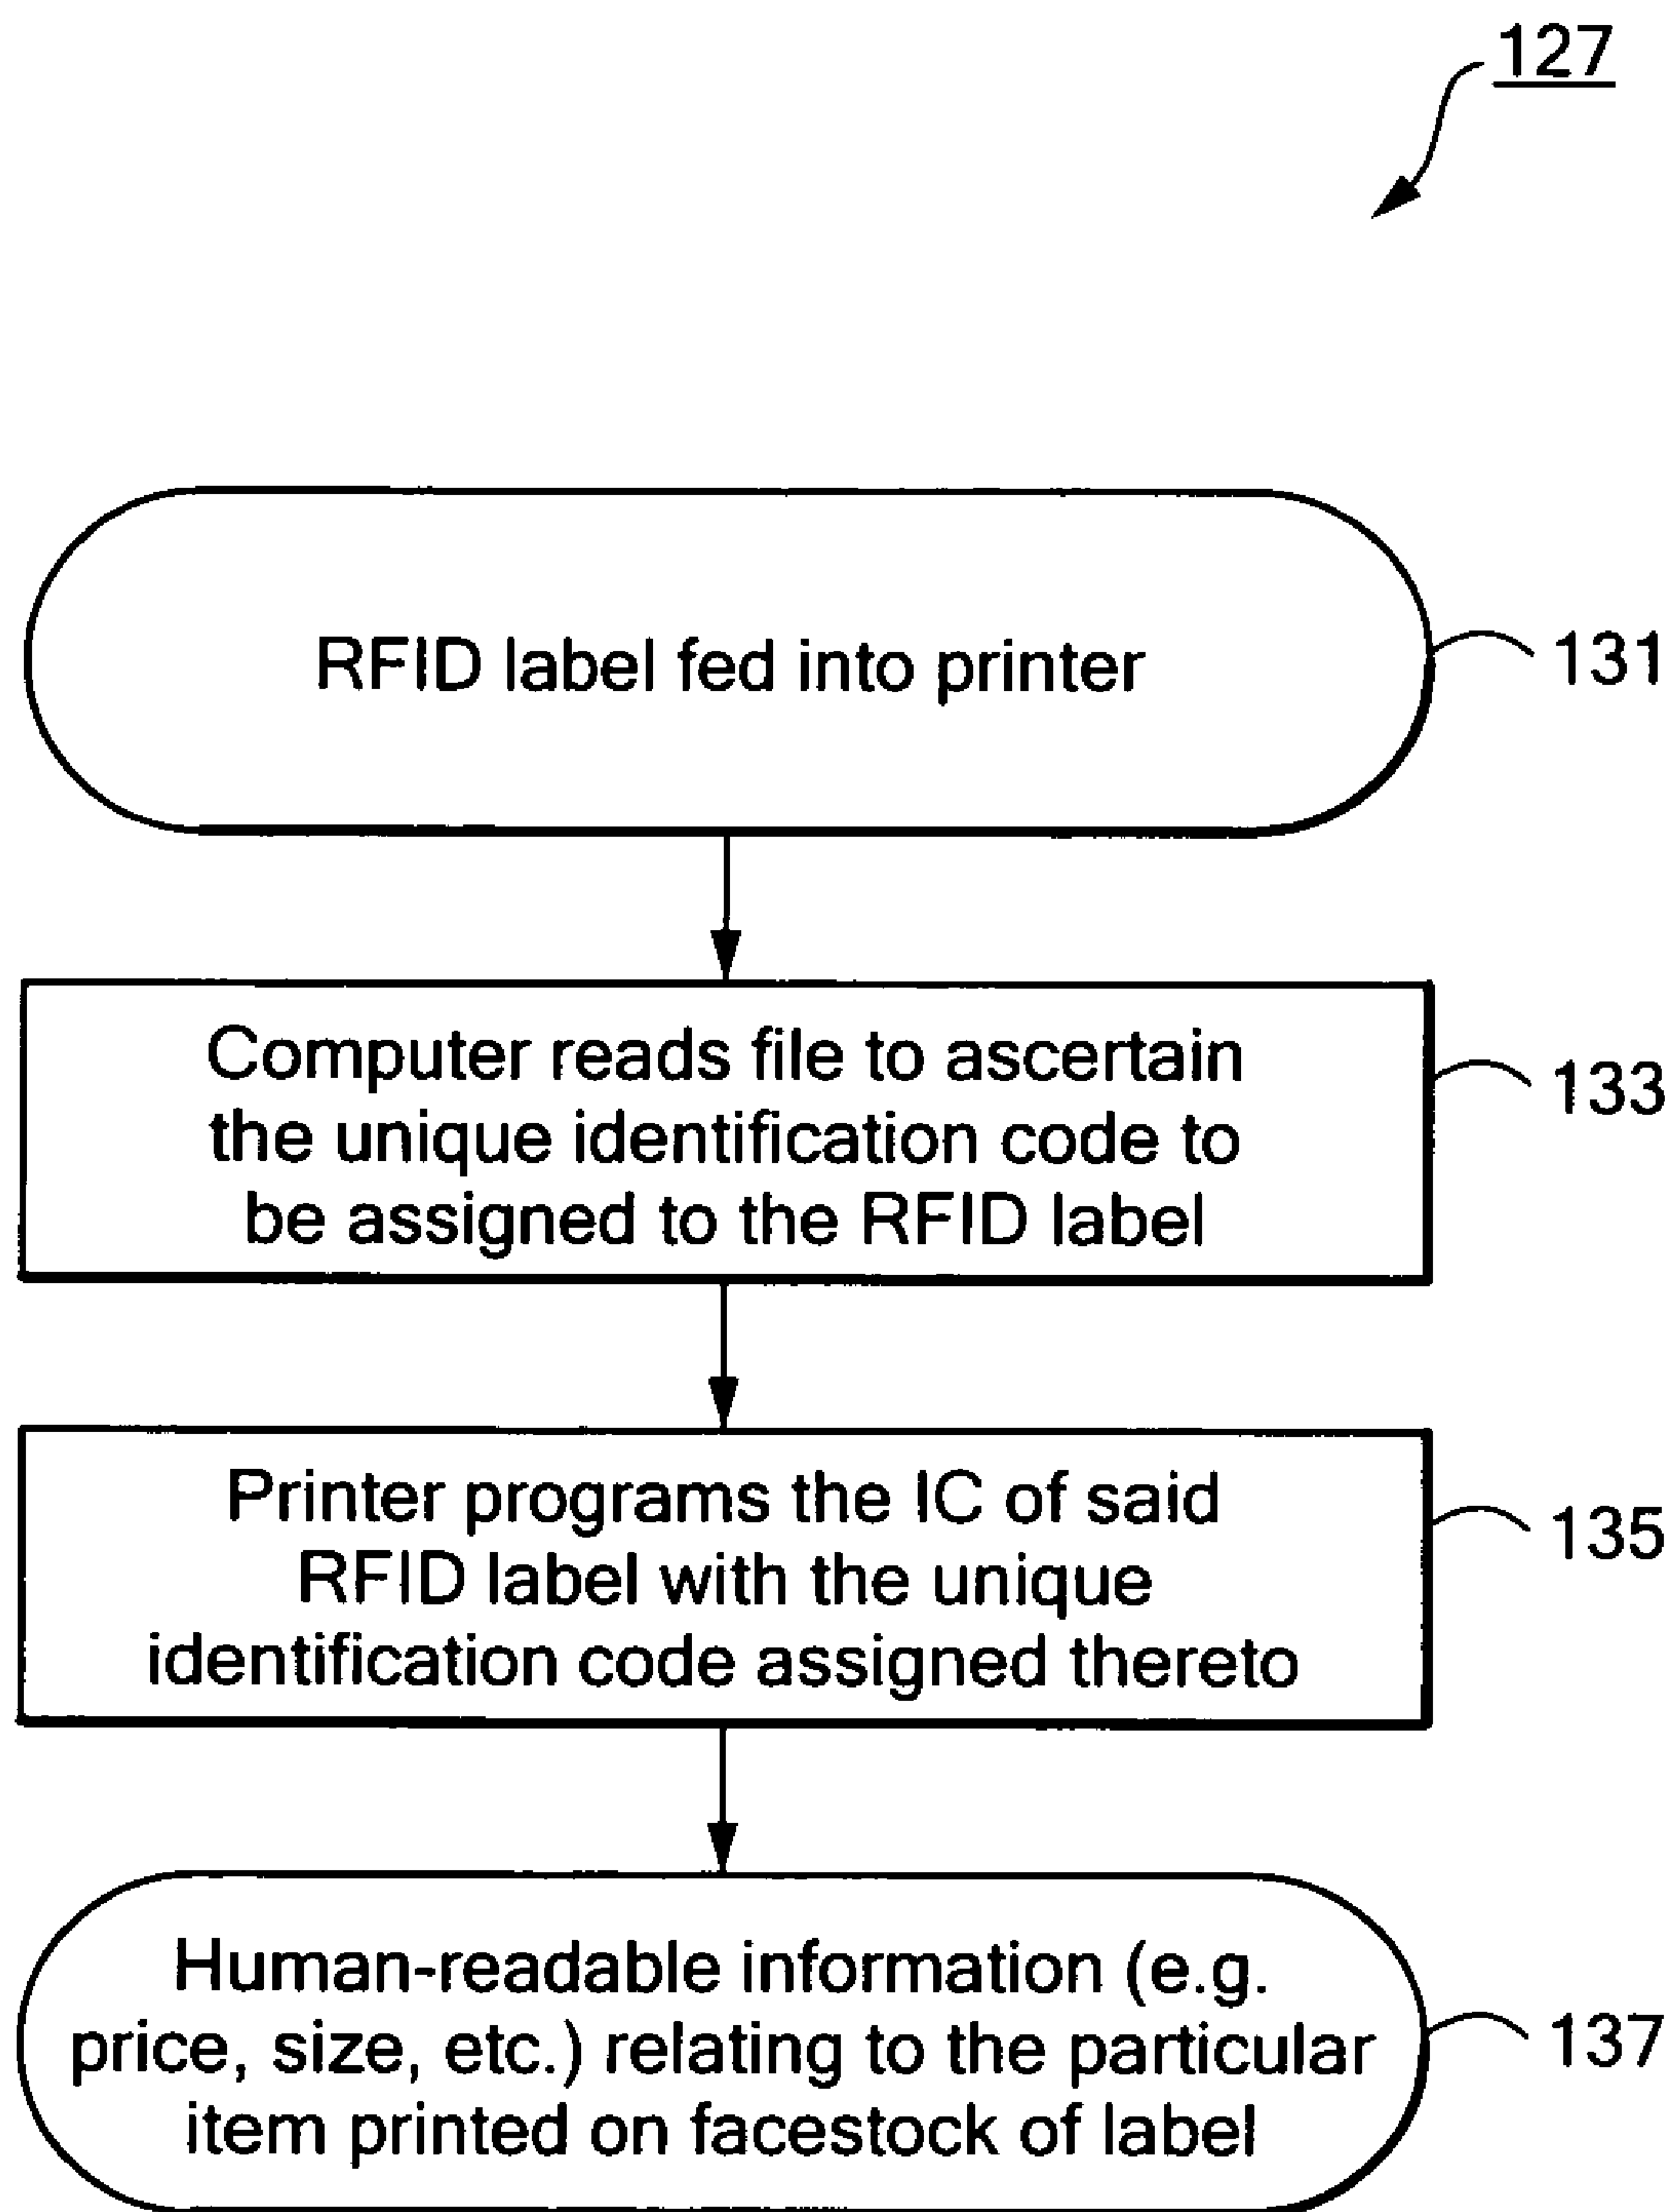 127
RFID label fed into printer
131
Computer reads file to ascertain
the unique identification code to
be assigned to the RFID label
133
Printer programs the IC of said
RFID label with the unique
identification code assigned thereto
135
Human-readable information (e.g.
price, size, etc.) relating to the particular
item printed on facestock of label
137